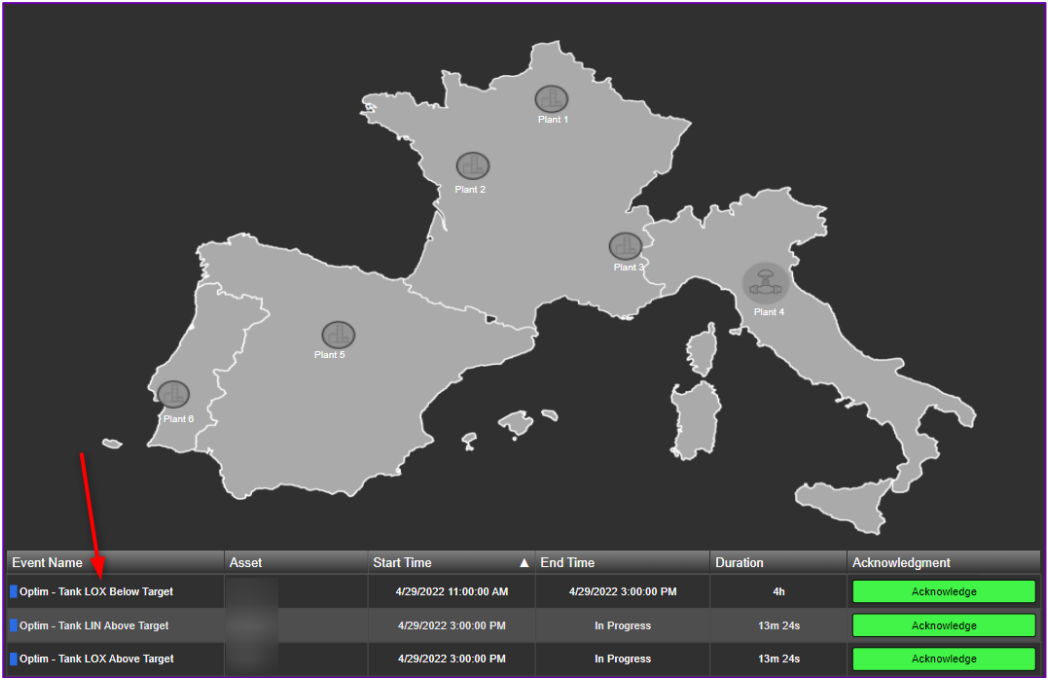 Plant 1
Plant 2
Plant 3
Plant 4
Plant 5
Plant 6
Event Name Asset Start Time ▲ End Time Duration Acknowledgment
Optim - Tank LOX Below Target 4/29/2022 11:00:00 AM 4/29/2022 3:00:00 PM 4h Acknowledge
Optim - Tank LIN Above Target 4/29/2022 3:00:00 PM In Progress 13m 24s Acknowledge
Optim - Tank LOX Above Target 4/29/2022 3:00:00 PM In Progress 13m 24s Acknowledge